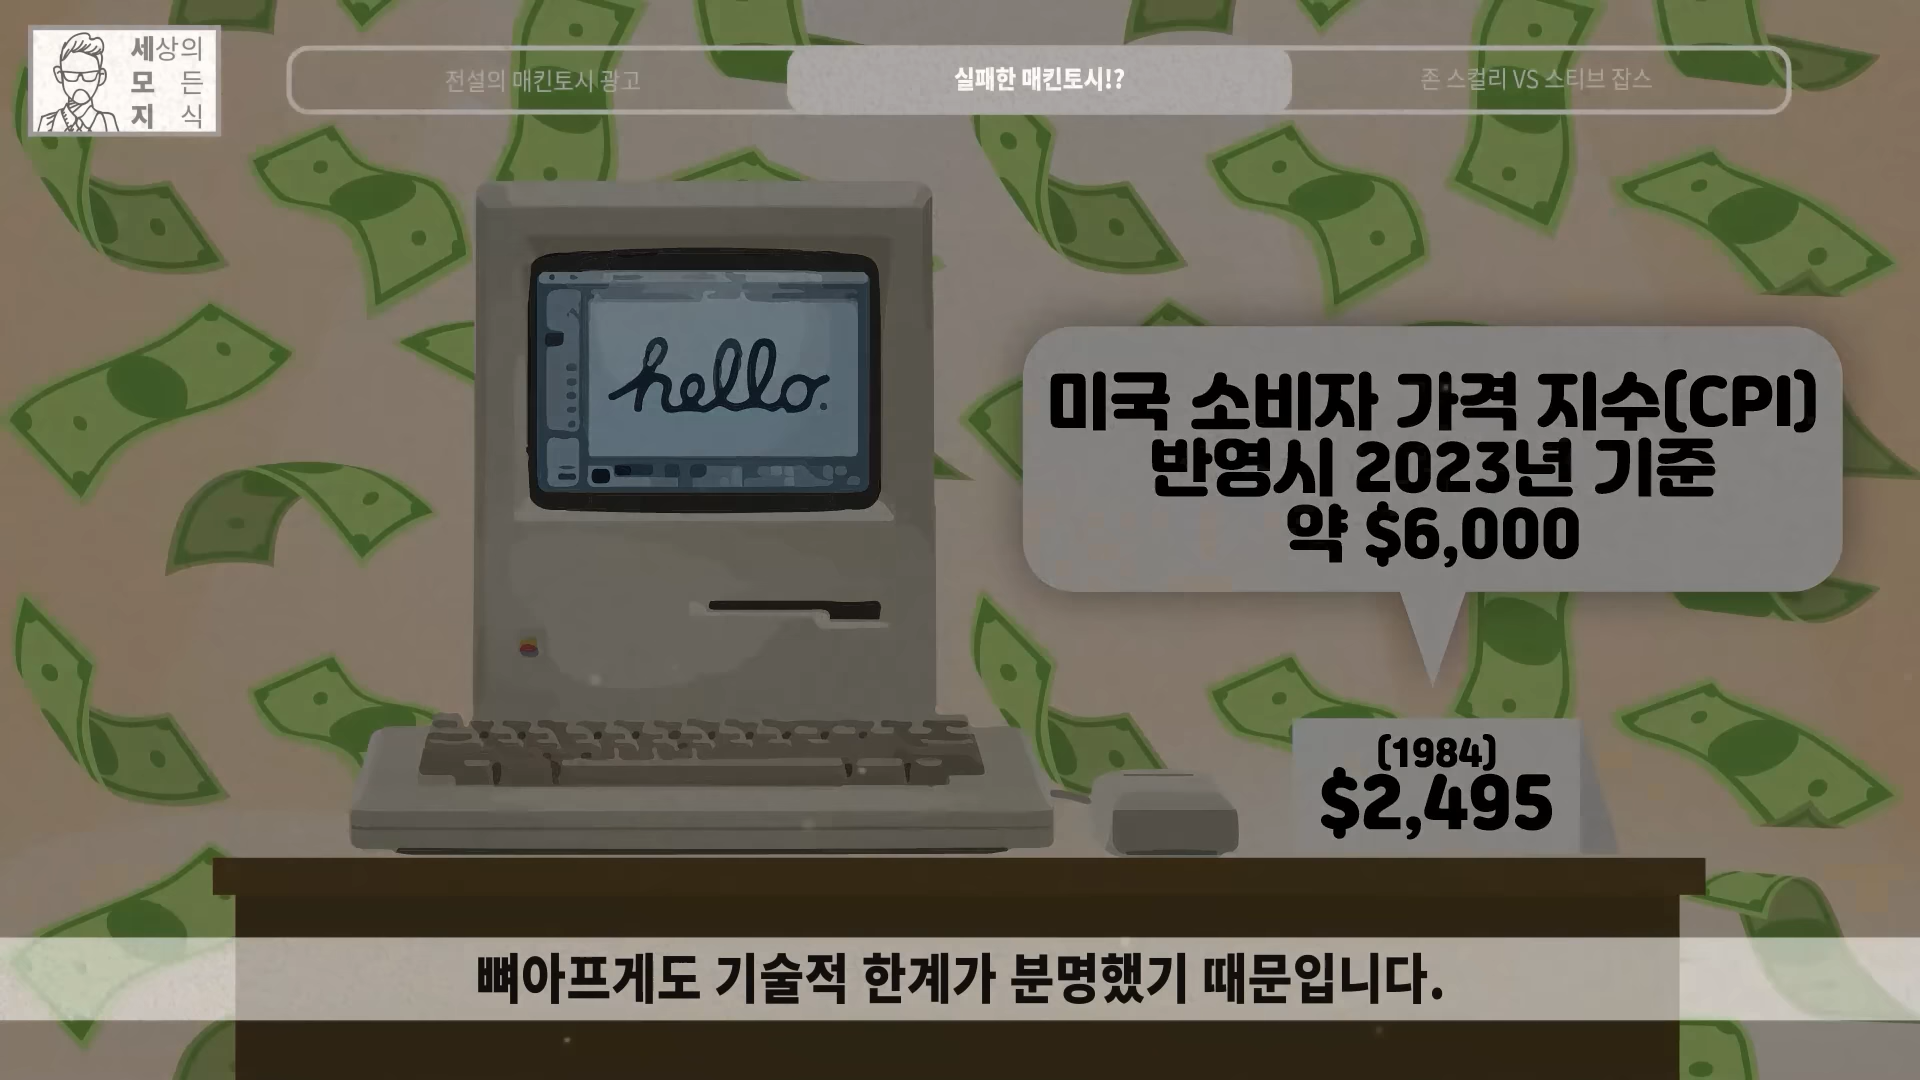 세상의
모든
지식
전설의 매킨토시 광고
실패한 매킨토시!?
존 스컬리 VS 스티브 잡스
hello.
미국 소비자 가격 지수(CPI)
반영시 2023년 기준
약 $6,000
(1984)
$2,495
뼈아프게도 기술적 한계가 분명했기 때문입니다.